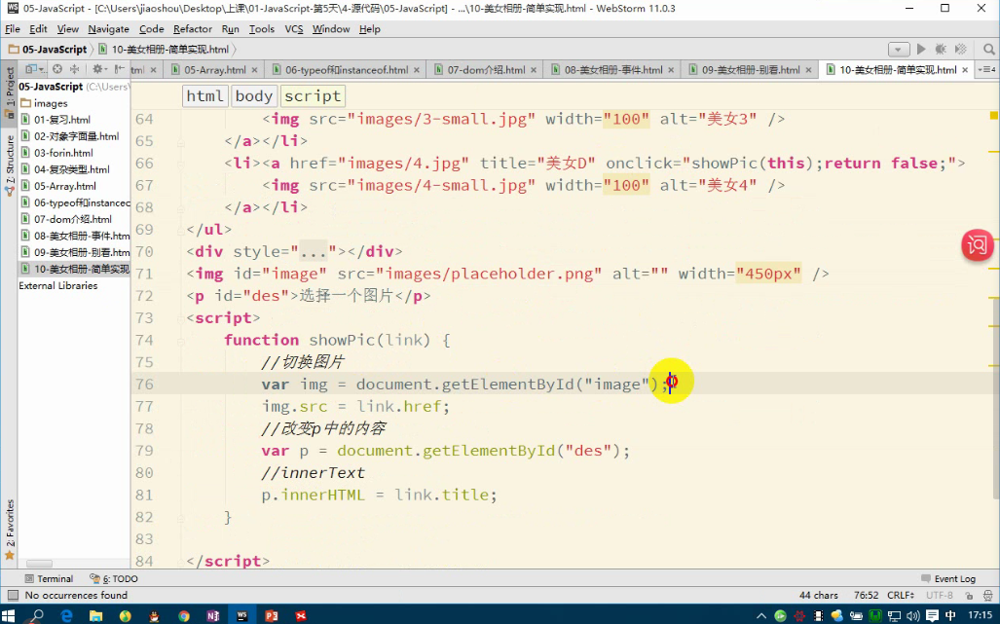 05-JavaScript - [C:\Users\jiaoshou\Desktop\上课\01-JavaScript-第5天\4-源代码\05-JavaScript] - ...\10-美女相册-简单实现.html - WebStorm 11.0.3
File Edit View Navigate Code Refactor Run Tools VCS Window Help
05-JavaScript 10-美女相册-简单实现.html
tml 05-Array.html 06-typeof和instanceof.html 07-dom介绍.html 08-美女相册-事件.html 09-美女相册-别看.html 10-美女相册-简单实现.html
1: Project
Z: Structure
2: Favorites
05-JavaScript (C:\Users\
images
01-复习.html
02-对象字面量.html
03-forin.html
04-复杂类型.html
05-Array.html
06-typeof和instanceo
07-dom介绍.html
08-美女相册-事件.htm
09-美女相册-别看.htm
10-美女相册-简单实现
External Libraries
html body script
64 <img src="images/3-small.jpg" width="100" alt="美女3" />
65 </a></li>
66 <li><a href="images/4.jpg" title="美女D" onclick="showPic(this);return false;">
67 <img src="images/4-small.jpg" width="100" alt="美女4" />
68 </a></li>
69 </ul>
70 <div style="..."></div>
71 <img id="image" src="images/placeholder.png" alt="" width="450px" />
72 <p id="des">选择一个图片</p>
73 <script>
74 function showPic(link) {
75 //切换图片
76 var img = document.getElementById("image");
77 img.src = link.href;
78 //改变p中的内容
79 var p = document.getElementById("des");
80 //innerText
81 p.innerHTML = link.title;
82 }
83
84 </script>
Terminal 6: TODO Event Log
No occurrences found 44 chars 76:52 CRLF UTF-8
中 17:15